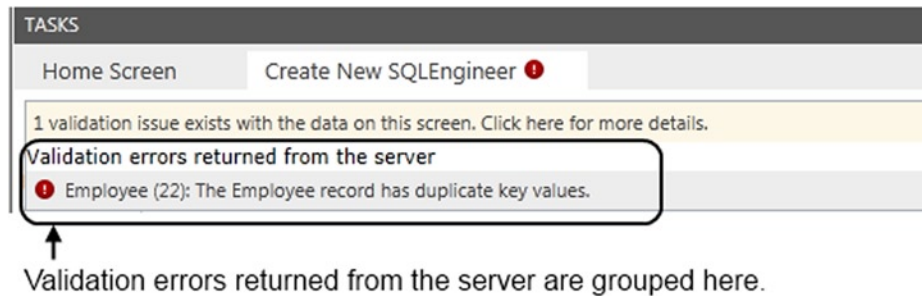 TASKS
Home Screen Create New SQLEngineer
1 validation issue exists with the data on this screen. Click here for more details.
Validation errors returned from the server
Employee (22): The Employee record has duplicate key values.
Validation errors returned from the server are grouped here.